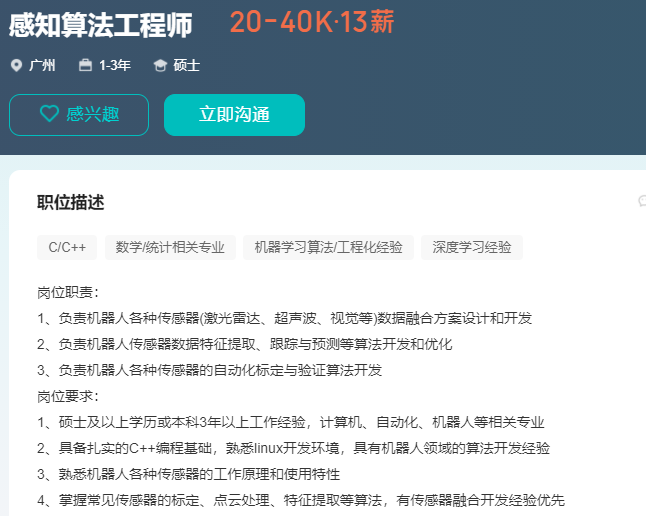 感知算法工程师 20-40K·13薪
广州 1-3年 硕士
感兴趣 立即沟通
职位描述
C/C++ 数学/统计相关专业 机器学习算法/工程化经验 深度学习经验
岗位职责：
1、负责机器人各种传感器(激光雷达、超声波、视觉等)数据融合方案设计和开发
2、负责机器人传感器数据特征提取、跟踪与预测等算法开发和优化
3、负责机器人各种传感器的自动化标定与验证算法开发
岗位要求：
1、硕士及以上学历或本科3年以上工作经验，计算机、自动化、机器人等相关专业
2、具备扎实的C++编程基础，熟悉linux开发环境，具有机器人领域的算法开发经验
3、熟悉机器人各种传感器的工作原理和使用特性
4、掌握常见传感器的标定、点云处理、特征提取等算法，有传感器融合开发经验优先